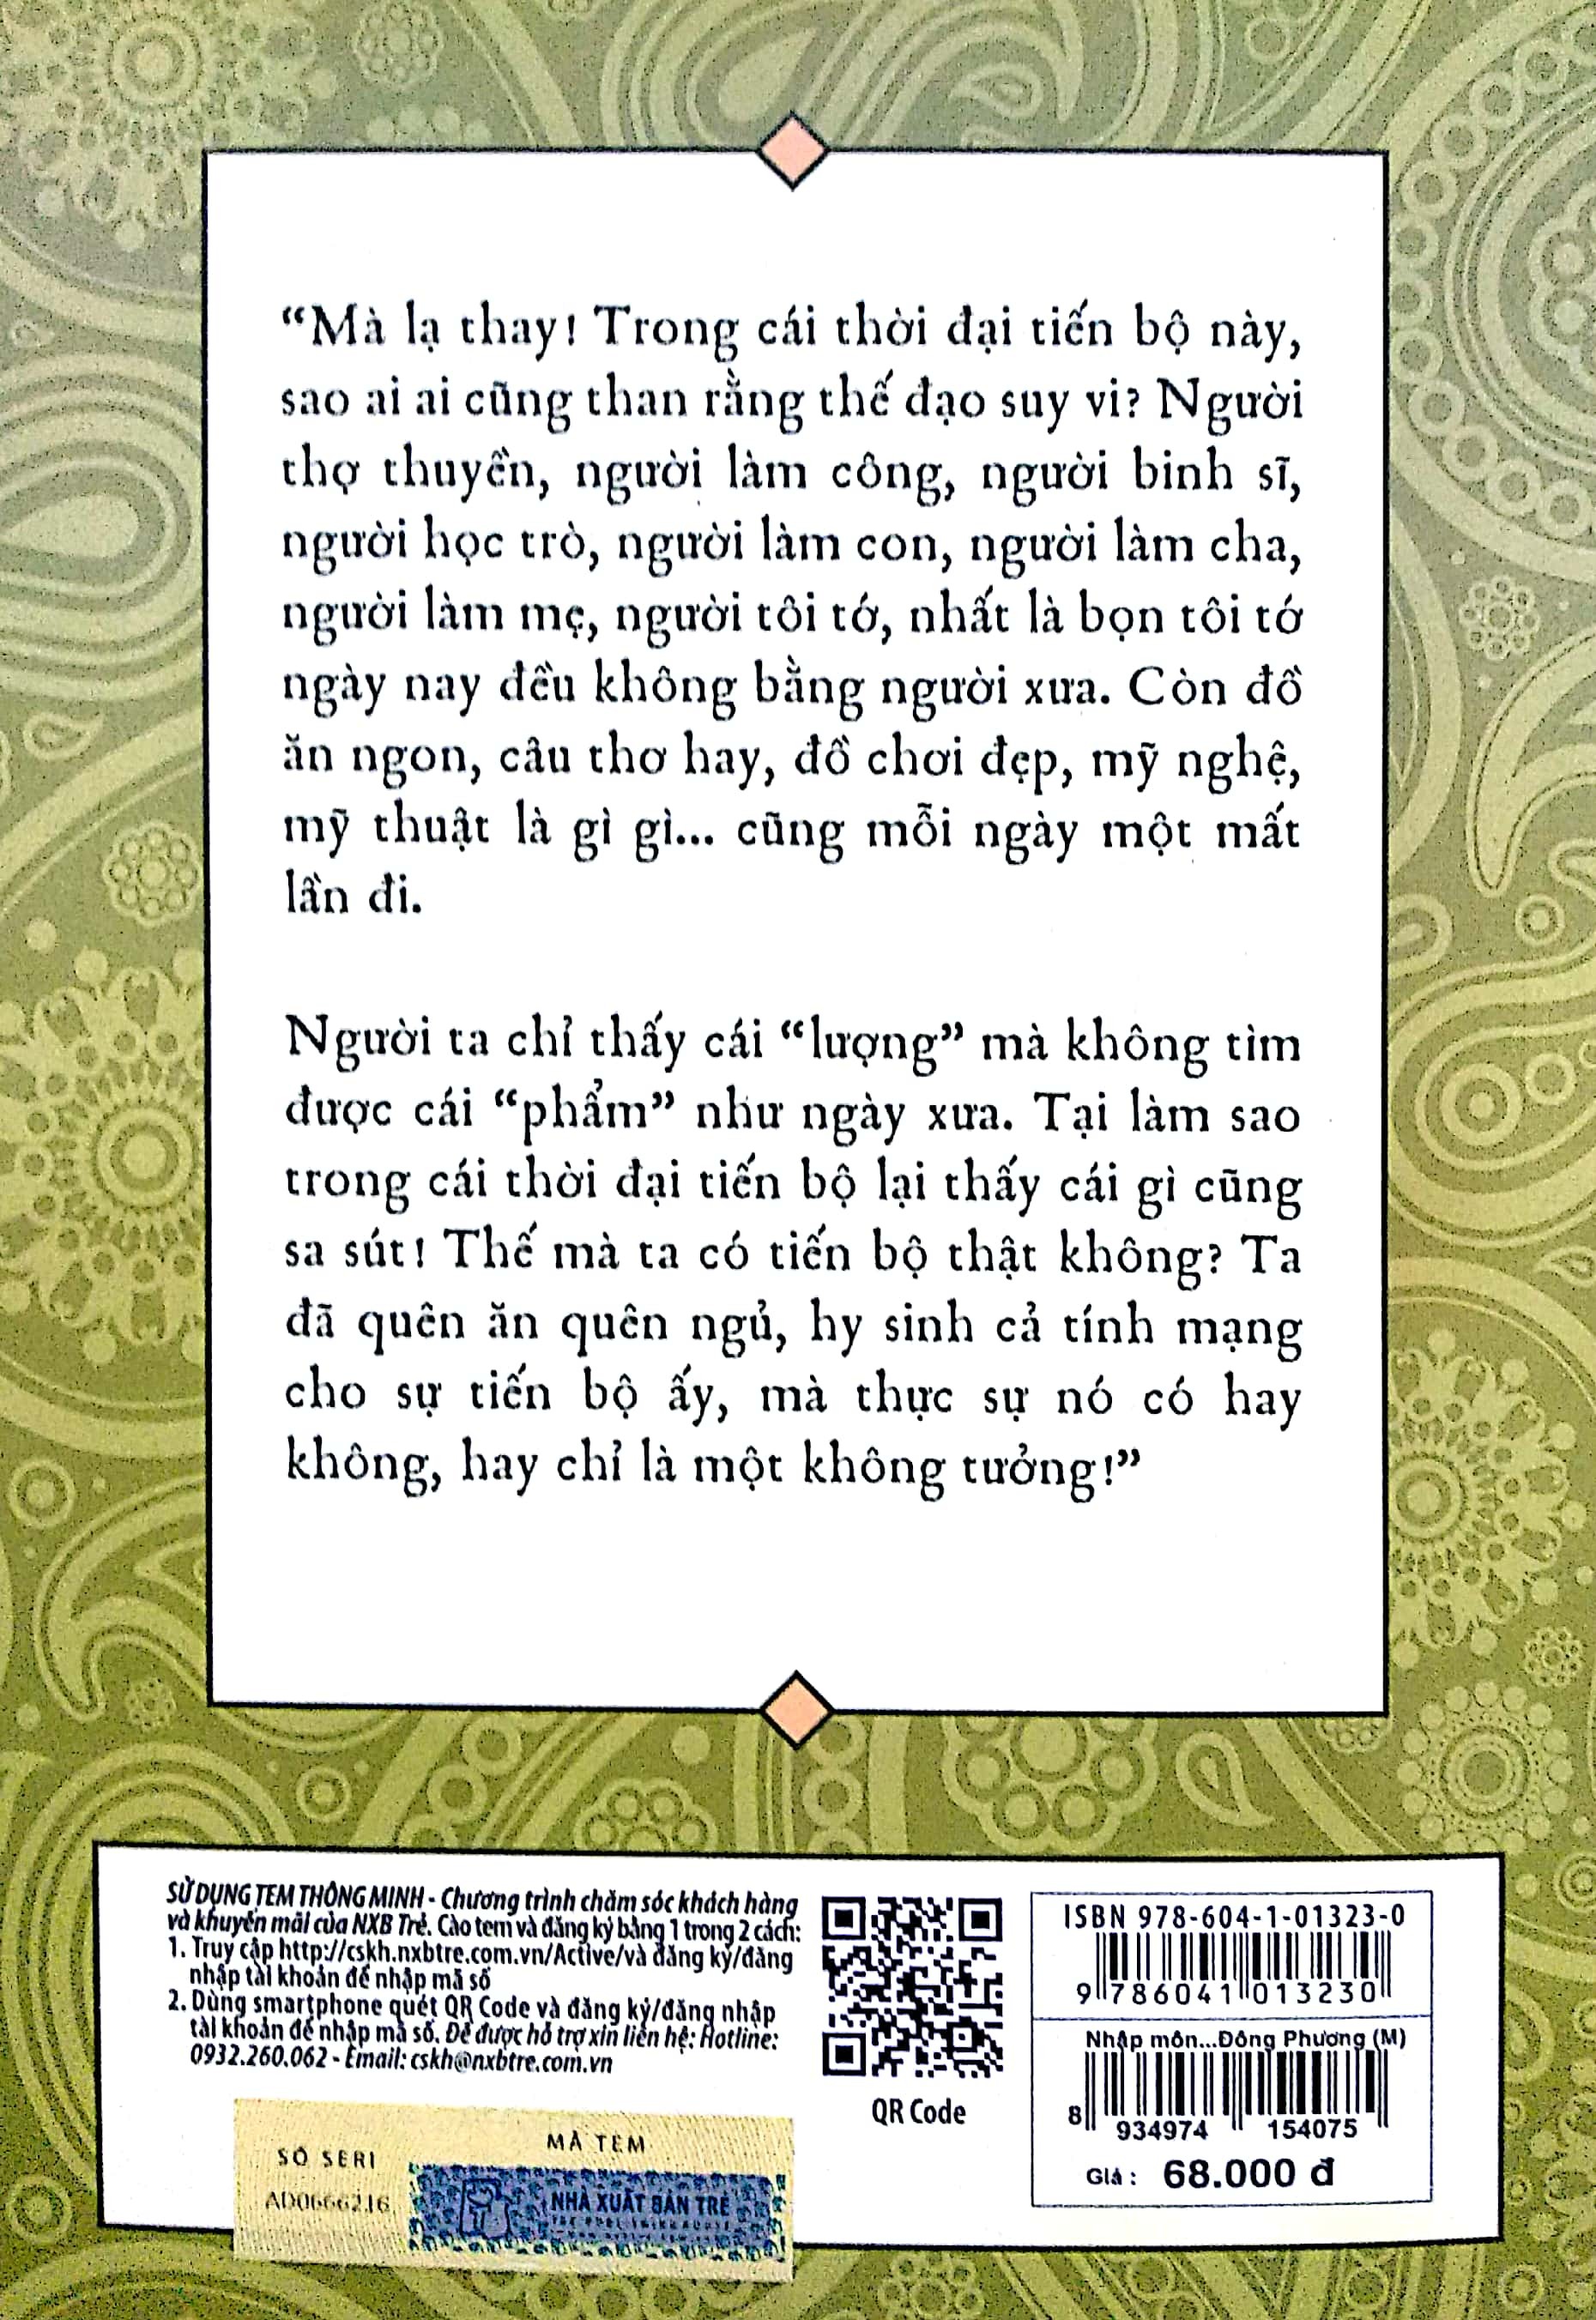 “Mà lạ thay! Trong cái thời đại tiến bộ này,
sao ai ai cũng than rằng thế đạo suy vi? Người
thợ thuyền, người làm công, người binh sĩ,
người học trò, người làm con, người làm cha,
người làm mẹ, người tôi tớ, nhất là bọn tôi tớ
ngày nay đều không bằng người xưa. Còn đồ
ăn ngon, câu thơ hay, đồ chơi đẹp, mỹ nghệ,
mỹ thuật là gì gì... cũng mỗi ngày một mất
lần đi.
Người ta chỉ thấy cái “lượng” mà không tìm
được cái “phẩm” như ngày xưa. Tại làm sao
trong cái thời đại tiến bộ lại thấy cái gì cũng
sa sút! Thế mà ta có tiến bộ thật không? Ta
đã quên ăn quên ngủ, hy sinh cả tính mạng
cho sự tiến bộ ấy, mà thực sự nó có hay
không, hay chỉ là một không tưởng!”
SỬ DỤNG TEM THÔNG MINH - Chương trình chăm sóc khách hàng
và khuyến mãi của NXB Trẻ. Cào tem và đăng ký bằng 1 trong 2 cách:
1. Truy cập http://cskh.nxbtre.com.vn/Active/và đăng ký/đăng
nhập tài khoản để nhập mã số
2. Dùng smartphone quét QR Code và đăng ký/đăng nhập
tài khoản để nhập mã số. Để được hỗ trợ xin liên hệ: Hotline:
0932.260.062 - Email: cskh@nxbtre.com.vn
QR Code
ISBN 978-604-1-01323-0
9 786041 013230
Nhập môn...Đông Phương (M)
8 934974 154075
Giá : 68.000 đ
SỐ SERI
AD0666216
MÃ TEM
NHÀ XUẤT BẢN TRẺ